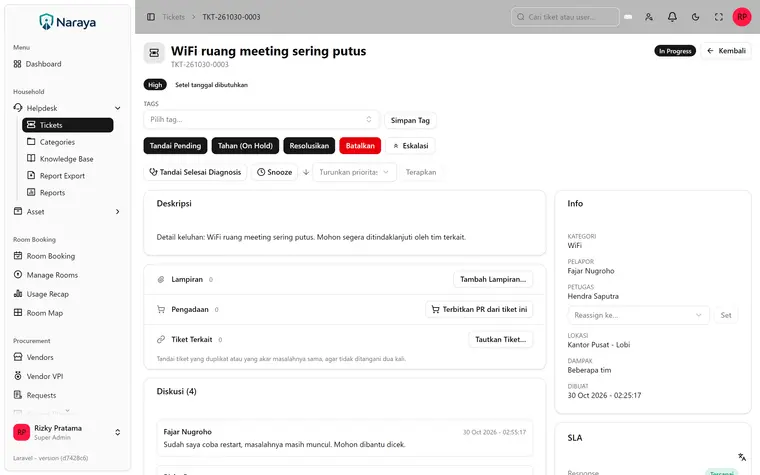 Naraya
Menu
Dashboard
Household
Helpdesk
Tickets
Categories
Knowledge Base
Report Export
Reports
Asset
Room Booking
Room Booking
Manage Rooms
Usage Recap
Room Map
Procurement
Vendors
Vendor VPI
Requests
RP
Rizky Pratama
Super Admin
Laravel - version (d7428c6)
Tickets > TKT-261030-0003
Cari tiket atau user...
RP
WiFi ruang meeting sering putus
TKT-261030-0003
In Progress
Kembali
High
Setel tanggal dibutuhkan
TAGS
Pilih tag...
Simpan Tag
Tandai Pending
Tahan (On Hold)
Resolusikan
Batalkan
Eskalasi
Tandai Selesai Diagnosis
Snooze
Turunkan prioritas
Terapkan
Deskripsi
Detail keluhan: WiFi ruang meeting sering putus. Mohon segera ditindaklanjuti oleh tim terkait.
Lampiran 0
Tambah Lampiran...
Pengadaan 0
Terbitkan PR dari tiket ini
Tiket Terkait 0
Tautkan Tiket...
Tandai tiket yang duplikat atau yang akar masalahnya sama, agar tidak ditangani dua kali.
Diskusi (4)
Fajar Nugroho
30 Oct 2026 - 02:55:17
Sudah saya coba restart, masalahnya masih muncul. Mohon dibantu dicek.
Info
KATEGORI
WiFi
PELAPOR
Fajar Nugroho
PETUGAS
Hendra Saputra
Reassign ke...
Set
LOKASI
Kantor Pusat - Lobi
DAMPAK
Beberapa tim
DIBUAT
30 Oct 2026 - 02:25:17
SLA
Response
Tercapai